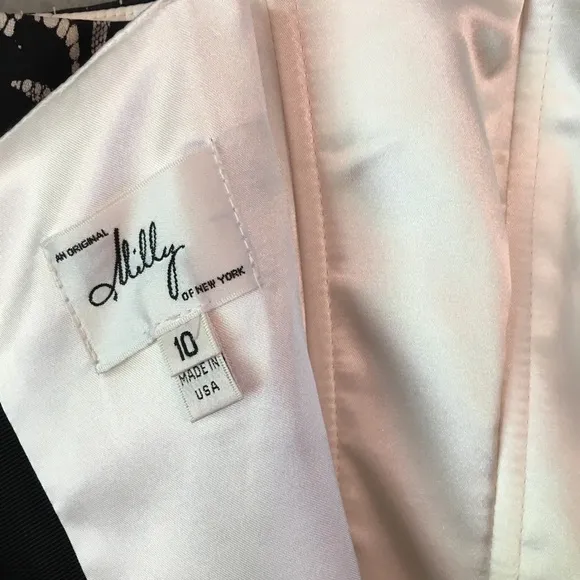 AN ORIGINAL
Milly
OF NEW YORK
10
MADE IN
USA